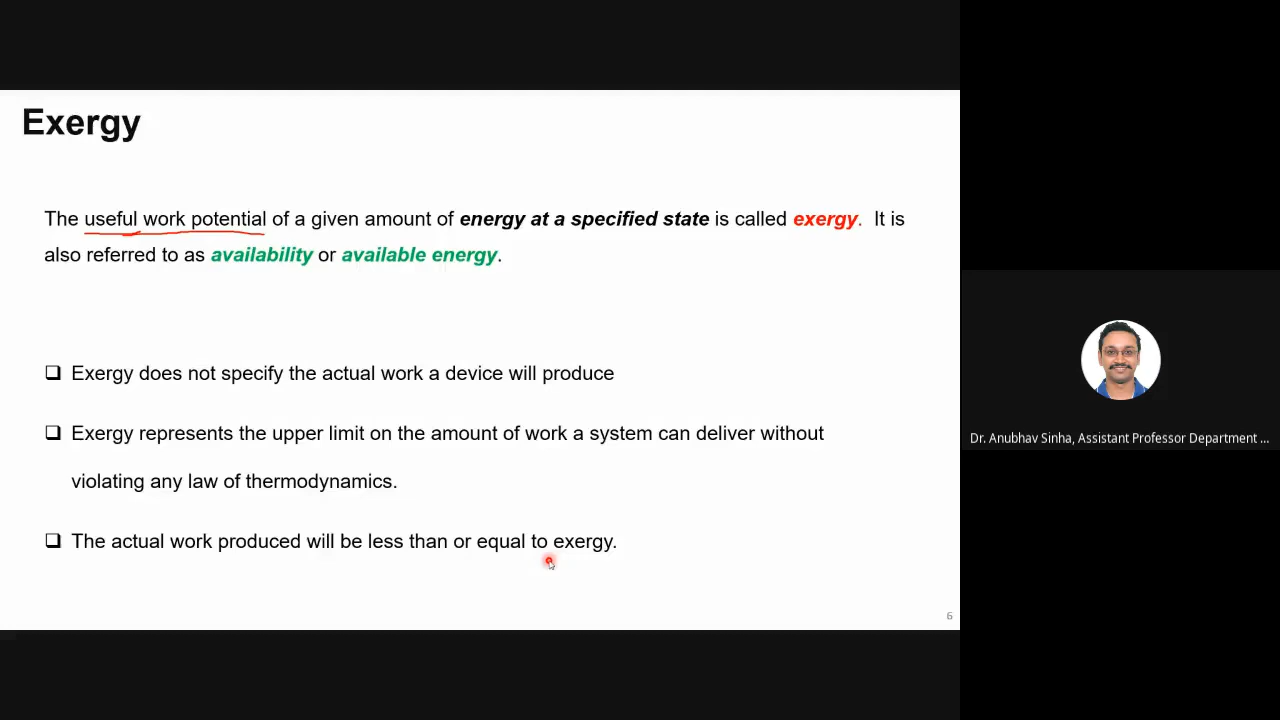 Exergy
The useful work potential of a given amount of energy at a specified state is called exergy. It is
also referred to as availability or available energy.
❑ Exergy does not specify the actual work a device will produce
❑ Exergy represents the upper limit on the amount of work a system can deliver without
violating any law of thermodynamics.
❑ The actual work produced will be less than or equal to exergy.
6
Dr. Anubhav Sinha, Assistant Professor Department ...